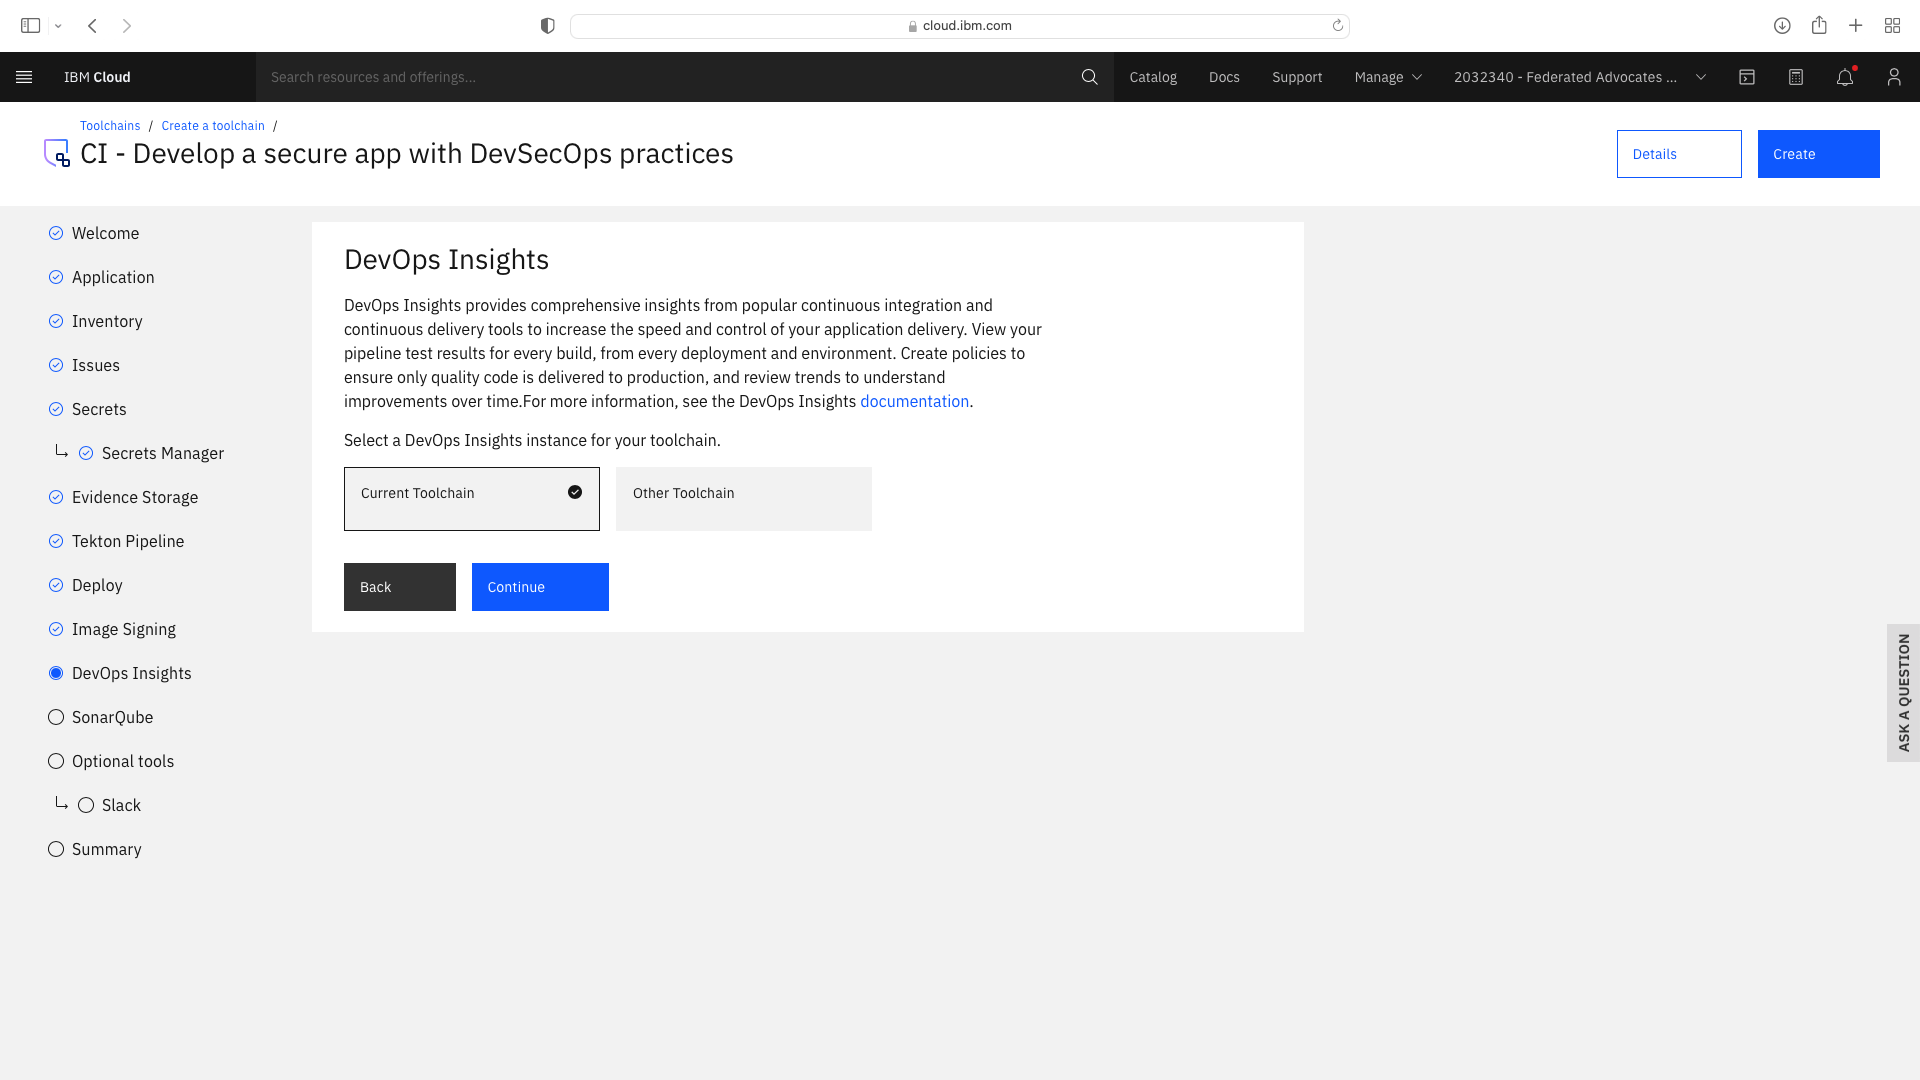 cloud.ibm.com
IBM Cloud
Search resources and offerings...
Catalog
Docs
Support
Manage
2032340 - Federated Advocates ...
Toolchains / Create a toolchain /
CI - Develop a secure app with DevSecOps practices
Details
Create
Welcome
Application
Inventory
Issues
Secrets
Secrets Manager
Evidence Storage
Tekton Pipeline
Deploy
Image Signing
DevOps Insights
SonarQube
Optional tools
Slack
Summary
DevOps Insights
DevOps Insights provides comprehensive insights from popular continuous integration and
continuous delivery tools to increase the speed and control of your application delivery. View your
pipeline test results for every build, from every deployment and environment. Create policies to
ensure only quality code is delivered to production, and review trends to understand
improvements over time.For more information, see the DevOps Insights documentation.
Select a DevOps Insights instance for your toolchain.
Current Toolchain
Other Toolchain
Back
Continue
ASK A QUESTION